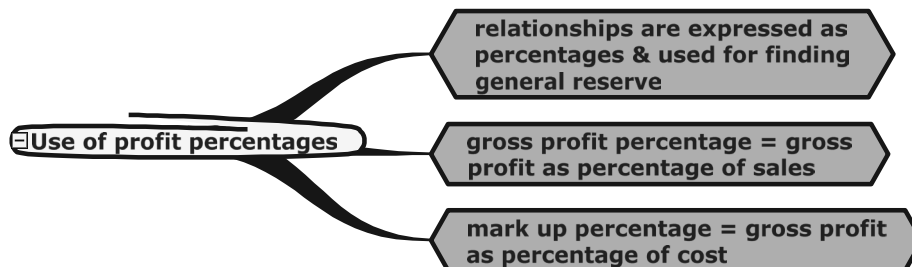 relationships are expressed as
percentages & used for finding
general reserve
Use of profit percentages
gross profit percentage = gross
profit as percentage of sales
mark up percentage = gross profit
as percentage of cost